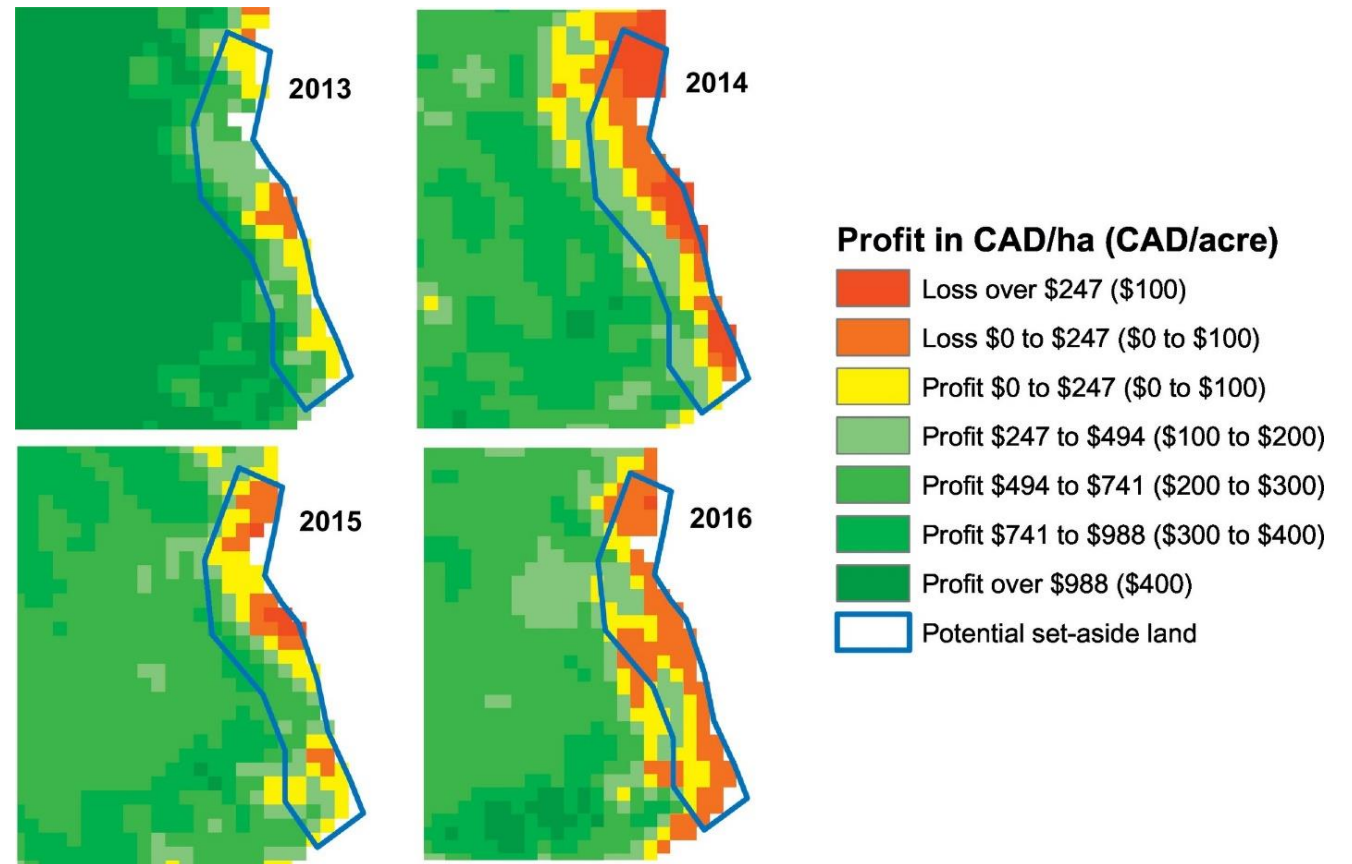 2013
2014
2015
2016
Profit in CAD/ha (CAD/acre)
Loss over $247 ($100)
Loss $0 to $247 ($0 to $100)
Profit $0 to $247 ($0 to $100)
Profit $247 to $494 ($100 to $200)
Profit $494 to $741 ($200 to $300)
Profit $741 to $988 ($300 to $400)
Profit over $988 ($400)
Potential set-aside land